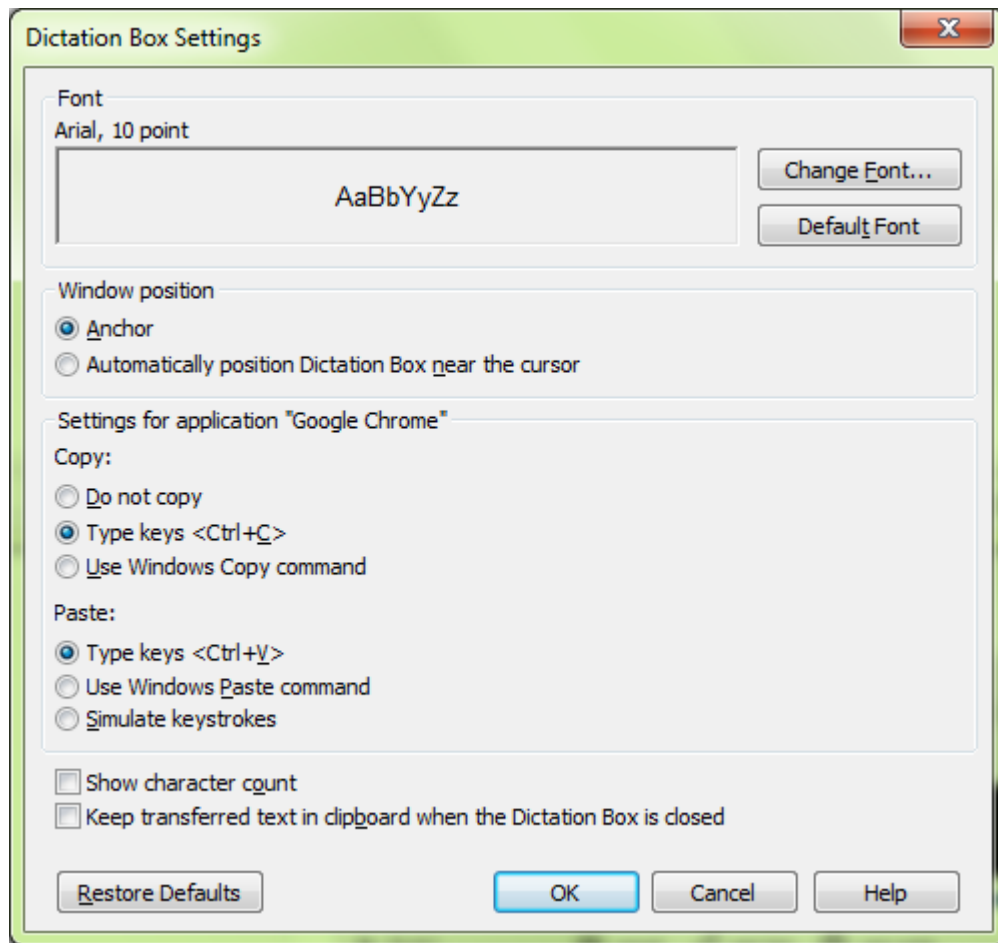 Dictation Box Settings
Font
Arial, 10 point
AaBbYyZz
Change Font...
Default Font
Window position
Anchor
Automatically position Dictation Box near the cursor
Settings for application "Google Chrome"
Copy:
Do not copy
Type keys <Ctrl+C>
Use Windows Copy command
Paste:
Type keys <Ctrl+V>
Use Windows Paste command
Simulate keystrokes
Show character count
Keep transferred text in clipboard when the Dictation Box is closed
Restore Defaults OK Cancel Help